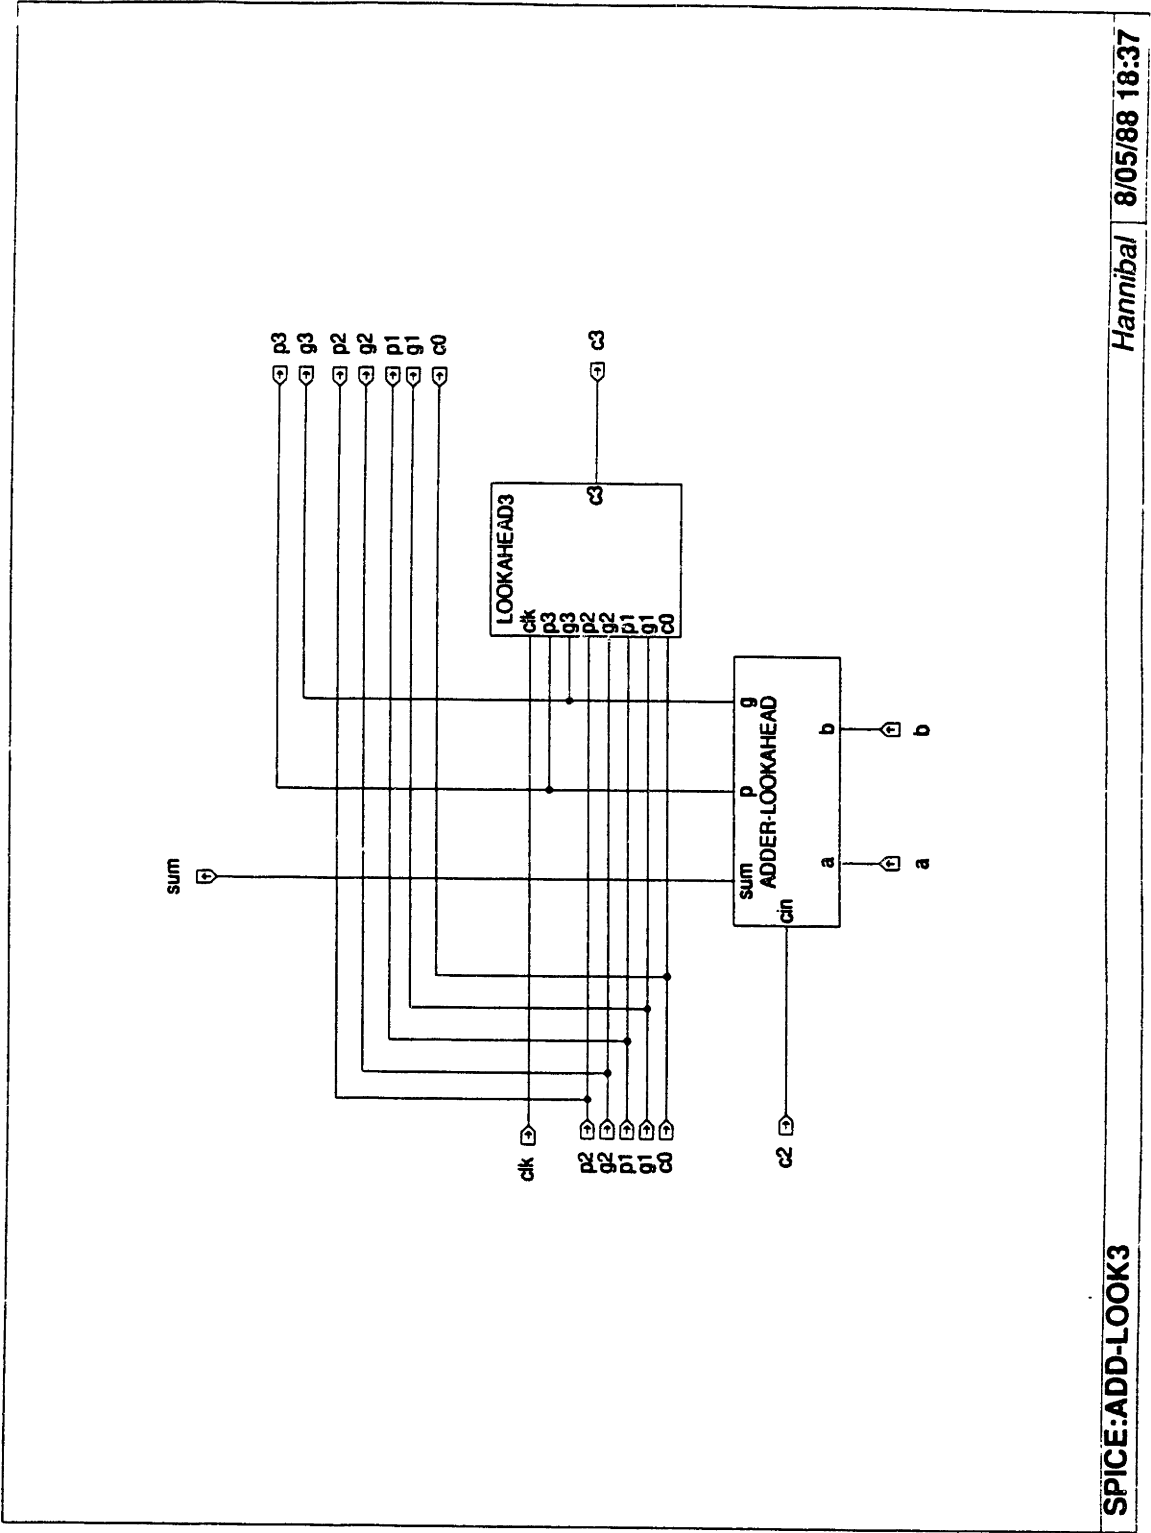 sum
p3
g3
p2
g2
p1
g1
c0
LOOKAHEAD3
clk
p3
g3
p2
g2
p1
g1
c0
c3
c3
clk
p2
g2
p1
g1
c0
sum
p
g
ADDER-LOOKAHEAD
cin
a
b
c2
a
b
SPICE:ADD-LOOK3
Hannibal
8/05/88 18:37